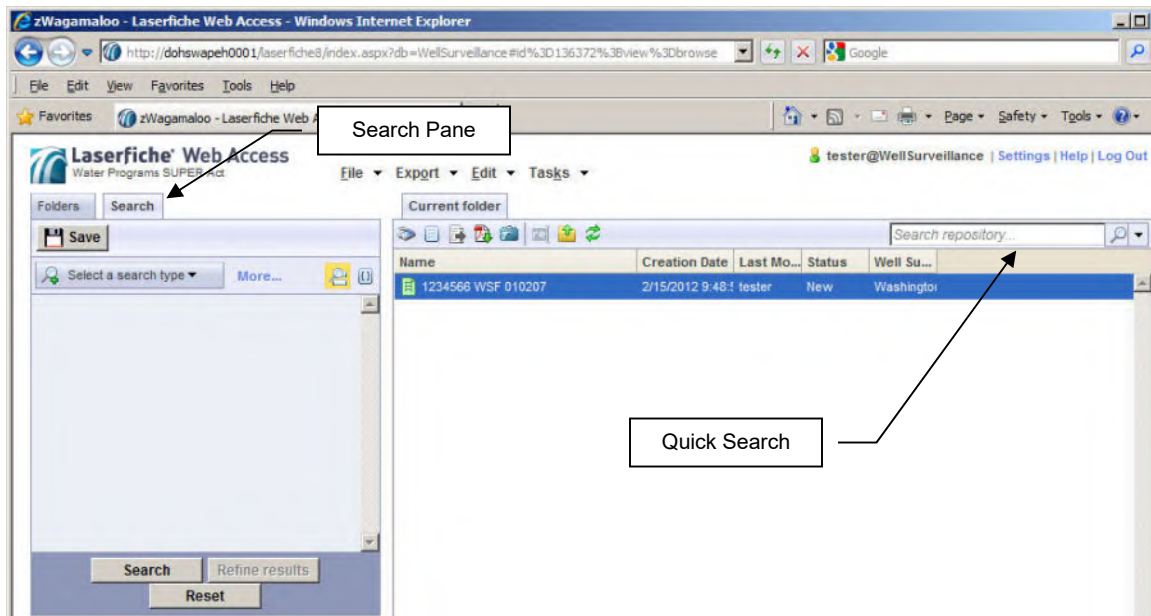 zWagamaloo - Laserfiche Web Access - Windows Internet Explorer
http://dohswapeh0001/laserfiche8/index.aspx?db=WellSurveillance#id%3D136372%3Bview%3Dbrowse
Google
File Edit View Favorites Tools Help
Favorites zWagamaloo - Laserfiche Web A
Page Safety Tools
Search Pane
Laserfiche Web Access
Water Programs SUPER Act
File Export Edit Tasks
tester@WellSurveillance | Settings | Help | Log Out
Folders Search
Current folder
Save
Search repository...
Select a search type More...
Name Creation Date Last Mo... Status Well Su...
1234566 WSF 010207 2/15/2012 9:48: tester New Washington
Quick Search
Search Refine results
Reset